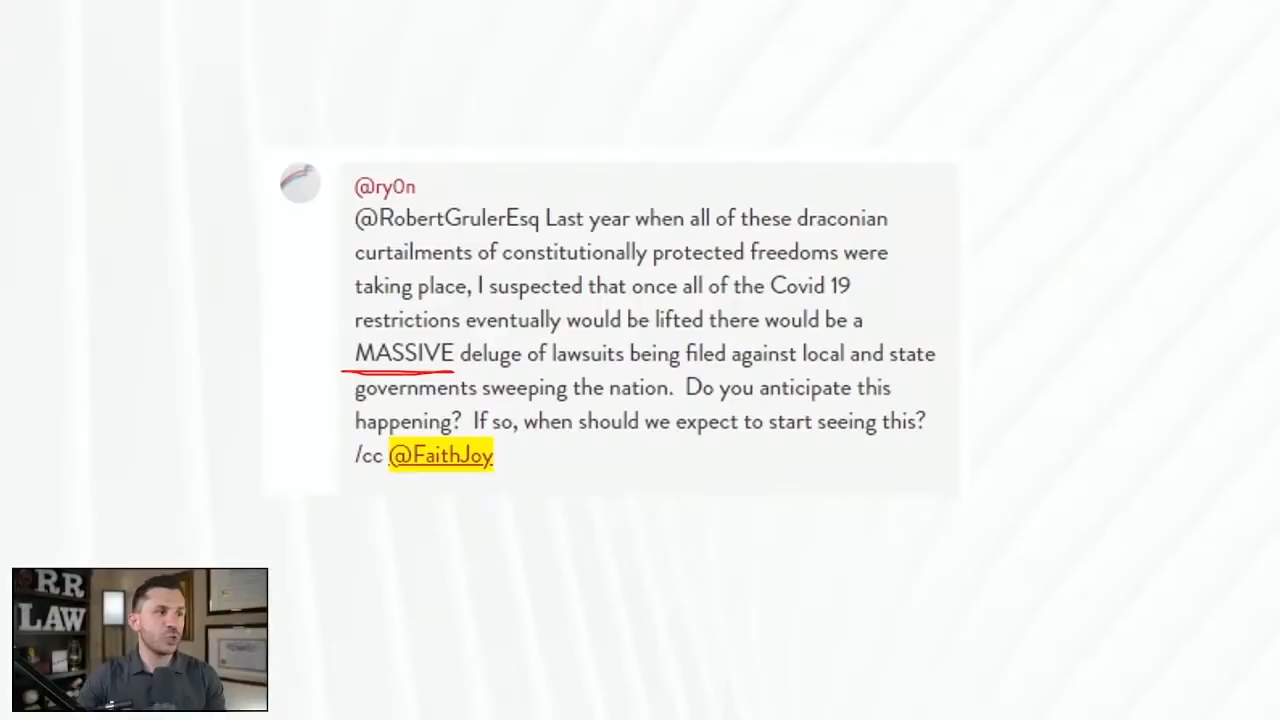 @ry0n
@RobertGrulerEsq Last year when all of these draconian
curtailments of constitutionally protected freedoms were
taking place, I suspected that once all of the Covid 19
restrictions eventually would be lifted there would be a
MASSIVE deluge of lawsuits being filed against local and state
governments sweeping the nation.  Do you anticipate this
happening?  If so, when should we expect to start seeing this?
/cc @FaithJoy
RR
LAW